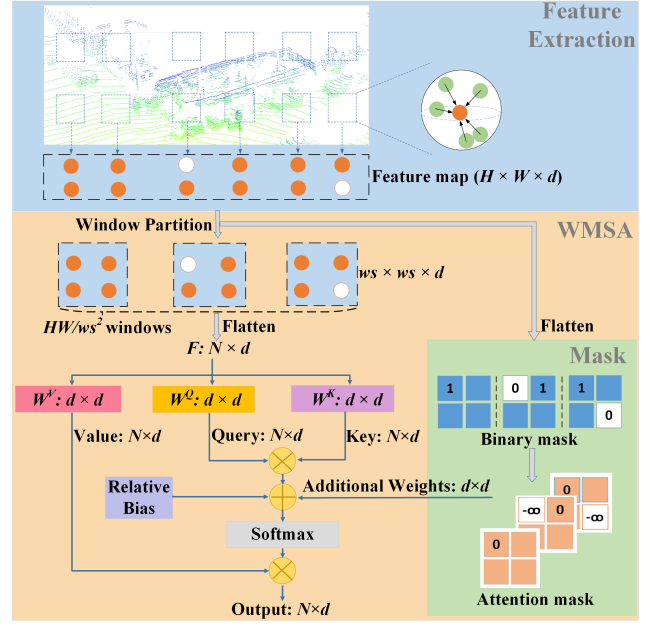 Feature
Extraction
Feature map (H × W × d)
Window Partition
WMSA
ws × ws × d
HW/ws² windows
Flatten
Flatten
F: N × d
Mask
W^V: d × d
W^Q: d × d
W^K: d × d
1
0
1
1
0
Binary mask
Value: N×d
Query: N×d
Key: N×d
Relative
Bias
Additional Weights: d×d
0
-∞
0
-∞
0
Softmax
Attention mask
Output: N×d